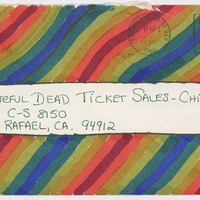 TEFUL DEAD TICKET SALES-CH
C-S 8150
RAFAEL, CA. 94912